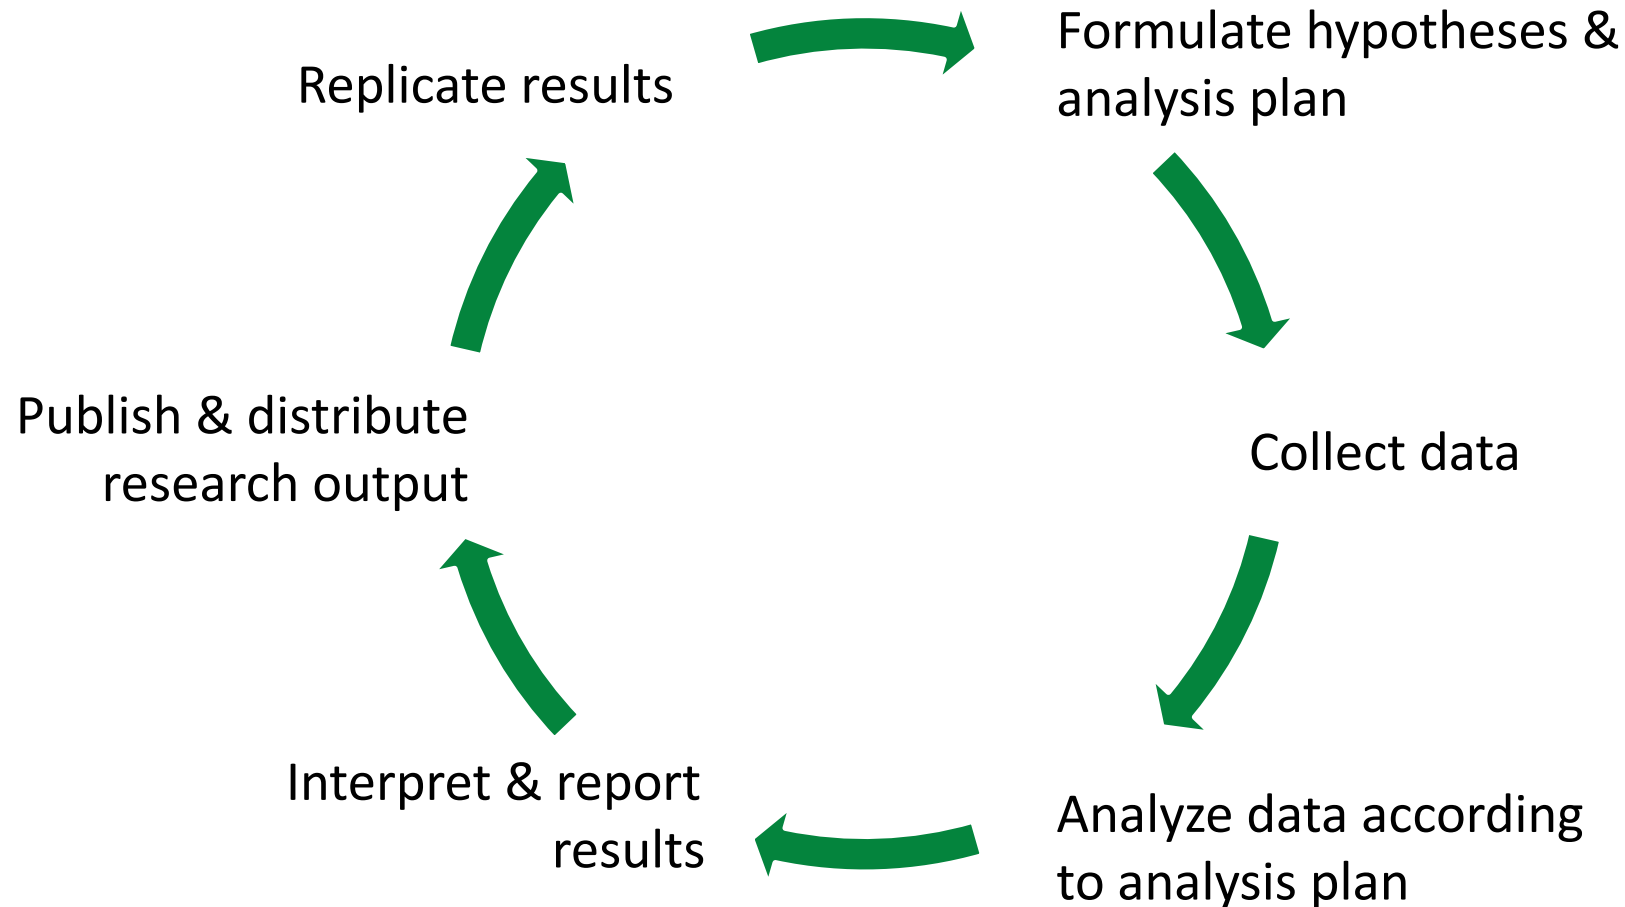 Replicate results
Formulate hypotheses &
analysis plan
Collect data
Analyze data according
to analysis plan
Interpret & report
results
Publish & distribute
research output